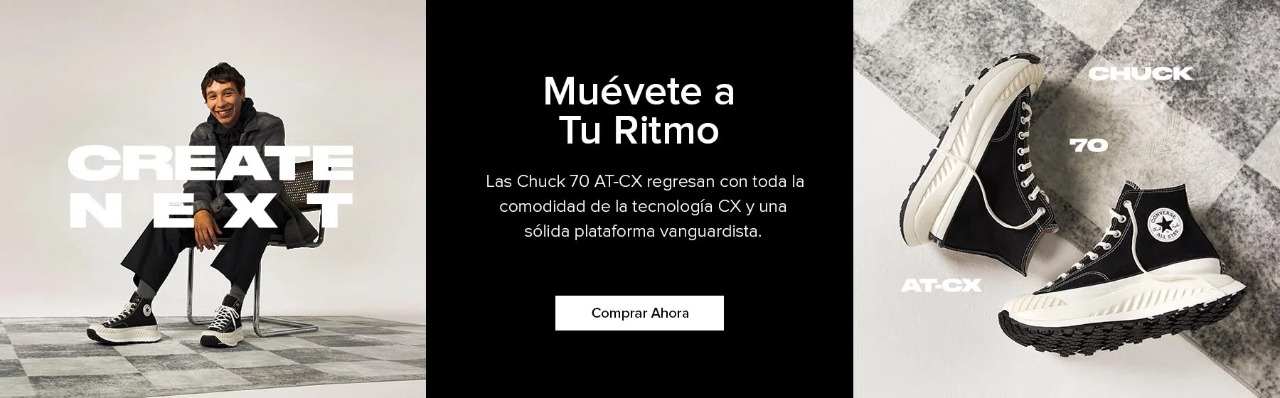 CREATE
NEXT
Muévete a
Tu Ritmo
Las Chuck 70 AT-CX regresan con toda la
comodidad de la tecnología CX y una
sólida plataforma vanguardista.
Comprar Ahora
CHUCK
70
AT-CX
CONVERSE
ALL STAR